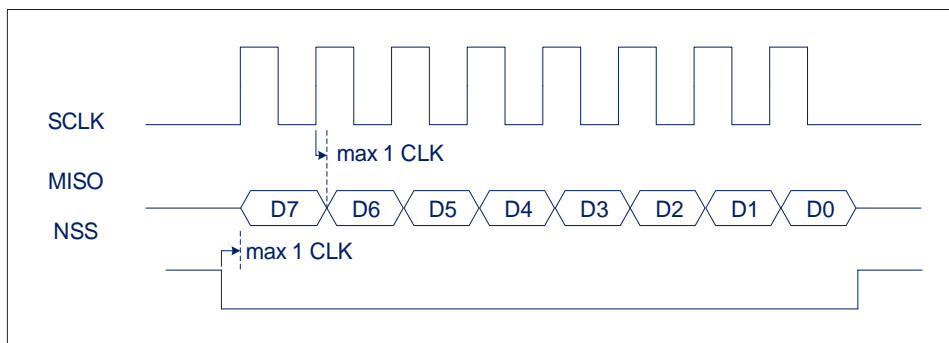 SCLK
max 1 CLK
MISO
D7 D6 D5 D4 D3 D2 D1 D0
NSS
max 1 CLK